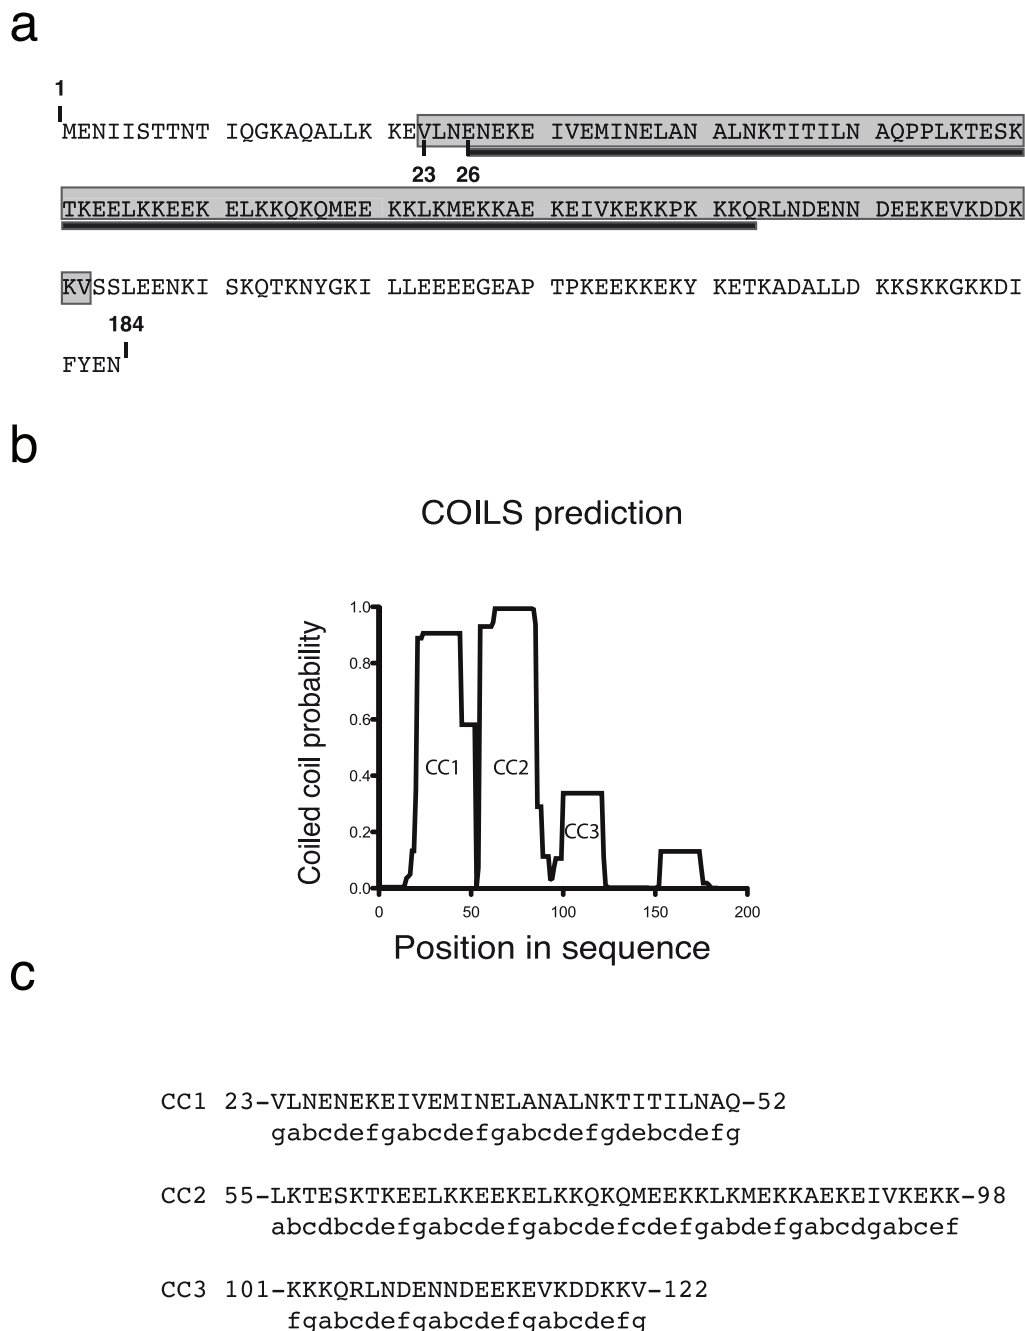 a
1
MENIISTTNT IQGKAQALLK KEVLNENEKE IVEMINELAN ALNKTITILN AQPPLKTESK
23 26
TKEELKKEEK ELKKQKQMEE KKLKMEKKAE KEIVKEKKPK KKQRLNDENN DEEKEVKDDK
KVSSLEENKI SKQTKNYGKI LLEEEEGEAP TPKEEKKEKY KETKADALLD KKSKKGKKDI
184
FYEN
b
COILS prediction
Coiled coil probability
1.0
0.8
0.6
0.4
0.2
0.0
CC1 CC2
CC3
0 50 100 150 200
Position in sequence
c
CC1 23-VLNENEKEIVEMINELANALNKTITILNAQ-52
gabcdefgabcdefgabcdefgdebcdefg
CC2 55-LKTESKTKEELKKEEKELKKQKQMEEKKLKMEKKAEKEIVKEKK-98
abcdbcdefgabcdefgabcdefcdefgabdefgabcdgabcef
CC3 101-KKKQRLNDENNDEEKEVKDDKKV-122
fgabcdefgabcdefgabcdefg